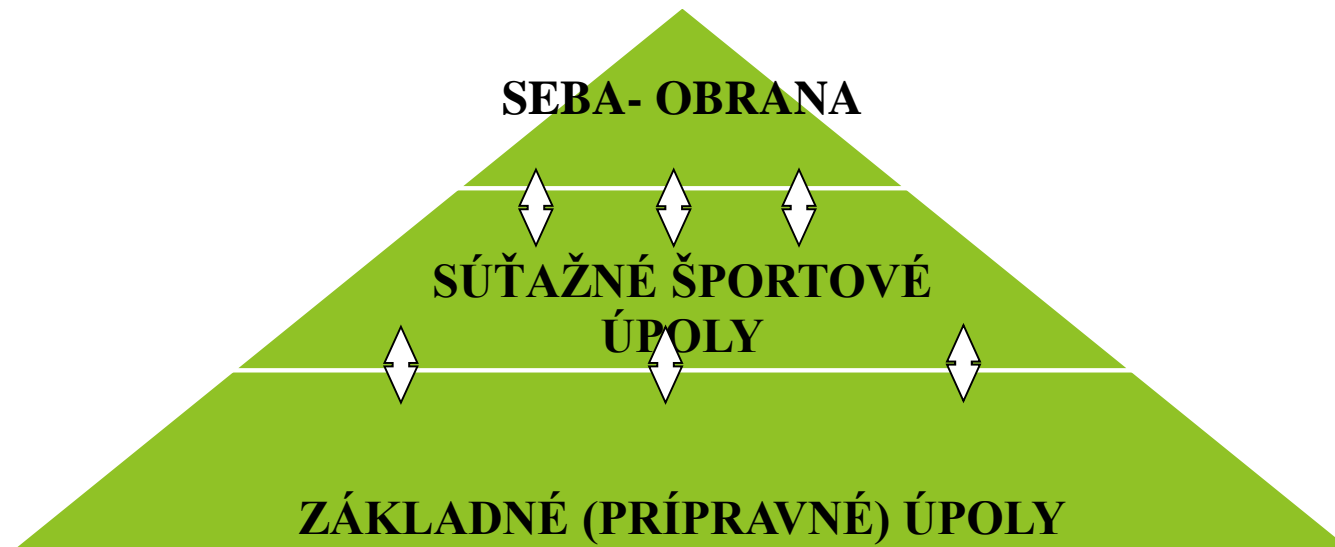 SEBA- OBRANA
SÚŤAŽNÉ ŠPORTOVÉ
ÚPOLY
ZÁKLADNÉ (PRÍPRAVNÉ) ÚPOLY